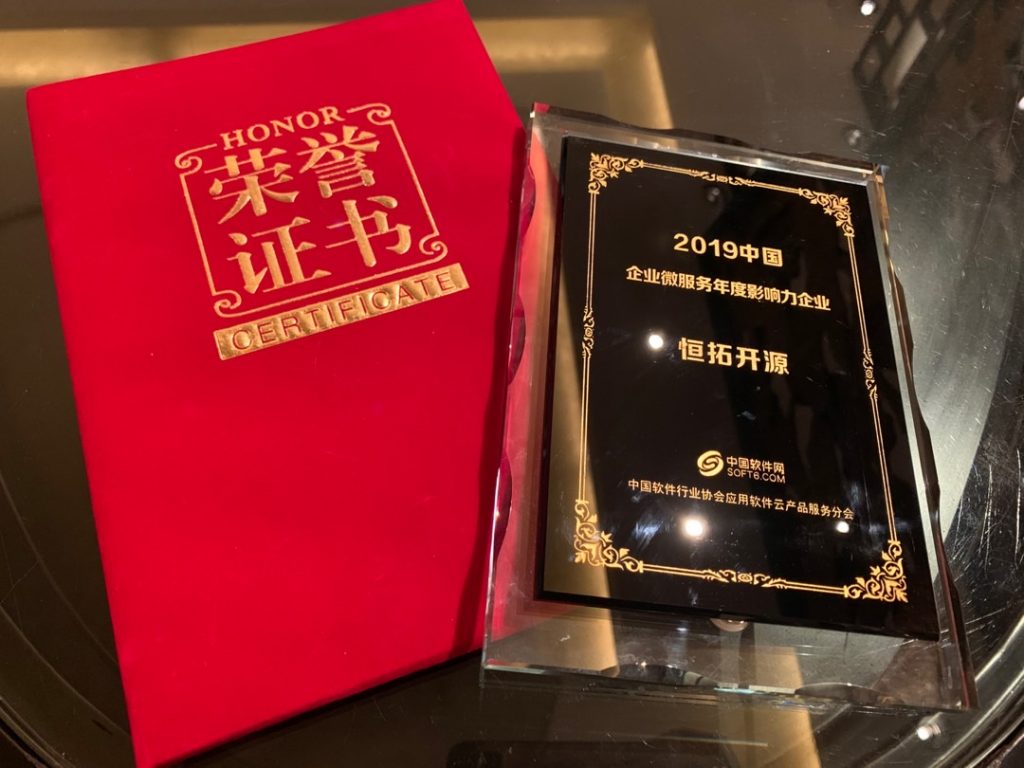 HONOR
荣誉
证书
CERTIFICATE
2019中国
企业微服务年度影响力企业
恒拓开源
中国软件网
SOFT6.COM
中国软件行业协会应用软件云产品服务分会